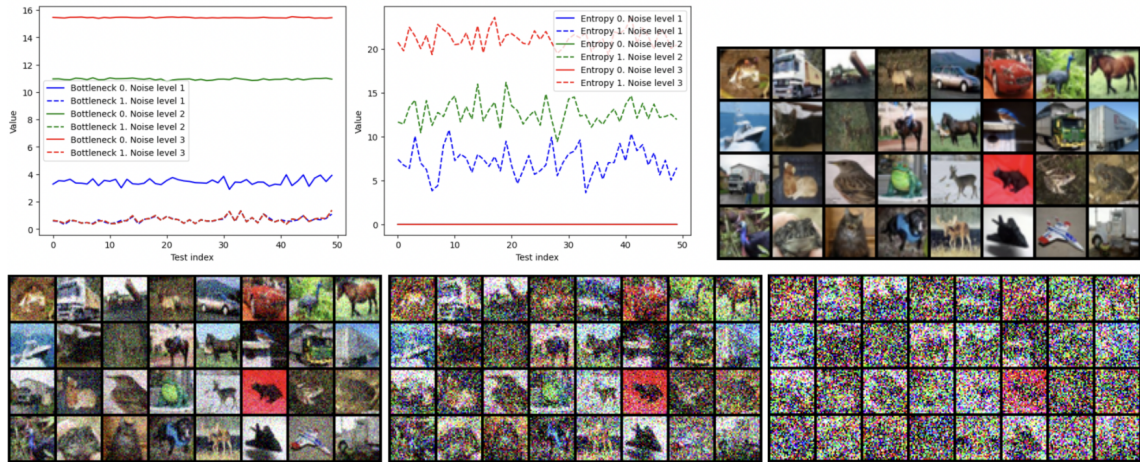 16
14
12
10
8
6
4
2
0
Value
Bottleneck 0. Noise level 1
Bottleneck 1. Noise level 1
Bottleneck 0. Noise level 2
Bottleneck 1. Noise level 2
Bottleneck 0. Noise level 3
Bottleneck 1. Noise level 3
0
10
20
30
40
50
Test index
20
15
10
5
0
Value
Entropy 0. Noise level 1
Entropy 1. Noise level 1
Entropy 0. Noise level 2
Entropy 1. Noise level 2
Entropy 0. Noise level 3
Entropy 1. Noise level 3
0
10
20
30
40
50
Test index